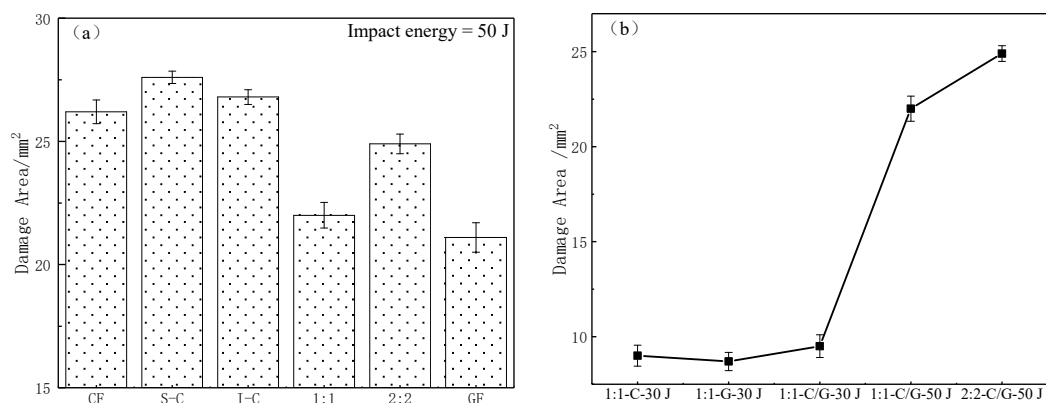 (a)
Impact energy = 50 J
Damage Area/mm²
30
25
20
15
CF
S-C
I-C
1:1
2:2
GF
(b)
Damage Area /mm²
25
20
15
10
1:1-C-30 J
1:1-G-30 J
1:1-C/G-30 J
1:1-C/G-50 J
2:2-C/G-50 J